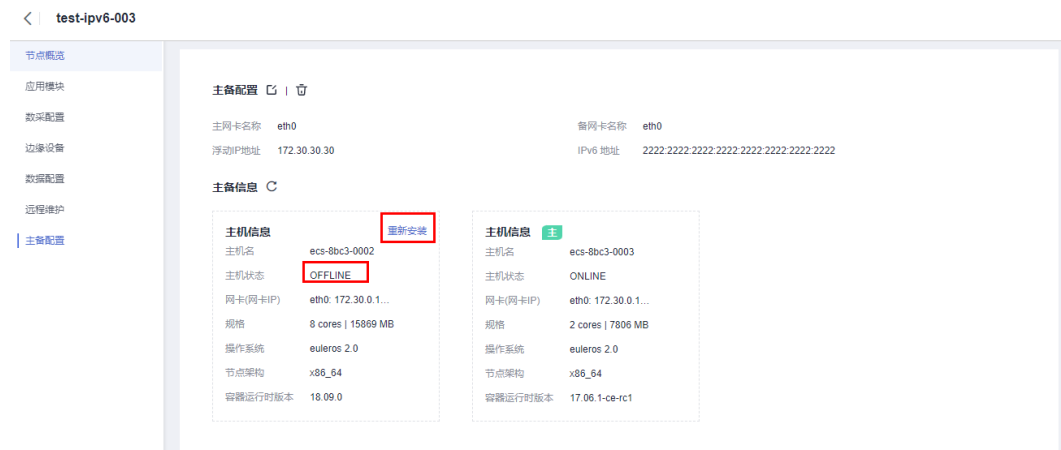 test-ipv6-003
节点概览
应用模块
数采配置
边缘设备
数据配置
远程维护
主备配置
主备配置
主网卡名称 eth0 备网卡名称 eth0
浮动IP地址 172.30.30.30 IPv6 地址 2222:2222:2222:2222:2222:2222:2222:2222
主备信息
主机信息 重新安装
主机名 ecs-8bc3-0002
主机状态 OFFLINE
网卡(网卡IP) eth0: 172.30.0.1...
规格 8 cores | 15869 MB
操作系统 euleros 2.0
节点架构 x86_64
容器运行时版本 18.09.0
主机信息 主
主机名 ecs-8bc3-0003
主机状态 ONLINE
网卡(网卡IP) eth0: 172.30.0.1...
规格 2 cores | 7806 MB
操作系统 euleros 2.0
节点架构 x86_64
容器运行时版本 17.06.1-ce-rc1